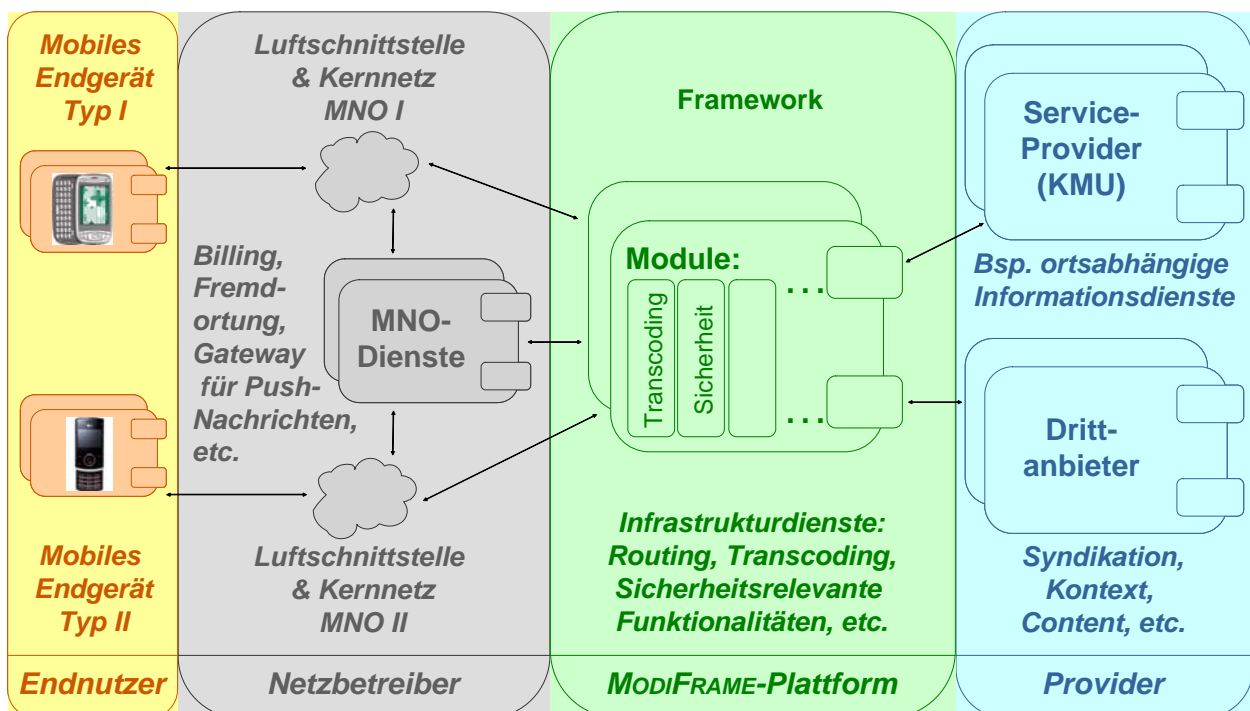 Mobiles
Endgerät
Typ I
Mobiles
Endgerät
Typ II
Endnutzer
Luftschnittstelle
& Kernnetz
MNO I
Billing,
Fremd-
ortung,
Gateway
für Push-
Nachrichten,
etc.
MNO-
Dienste
Luftschnittstelle
& Kernnetz
MNO II
Netzbetreiber
Framework
Module:
Transcoding
Sicherheit
...
...
Infrastrukturdienste:
Routing, Transcoding,
Sicherheitsrelevante
Funktionalitäten, etc.
MODIFRAME-Plattform
Service-
Provider
(KMU)
Bsp. ortsabhängige
Informationsdienste
Dritt-
anbieter
Syndikation,
Kontext,
Content, etc.
Provider